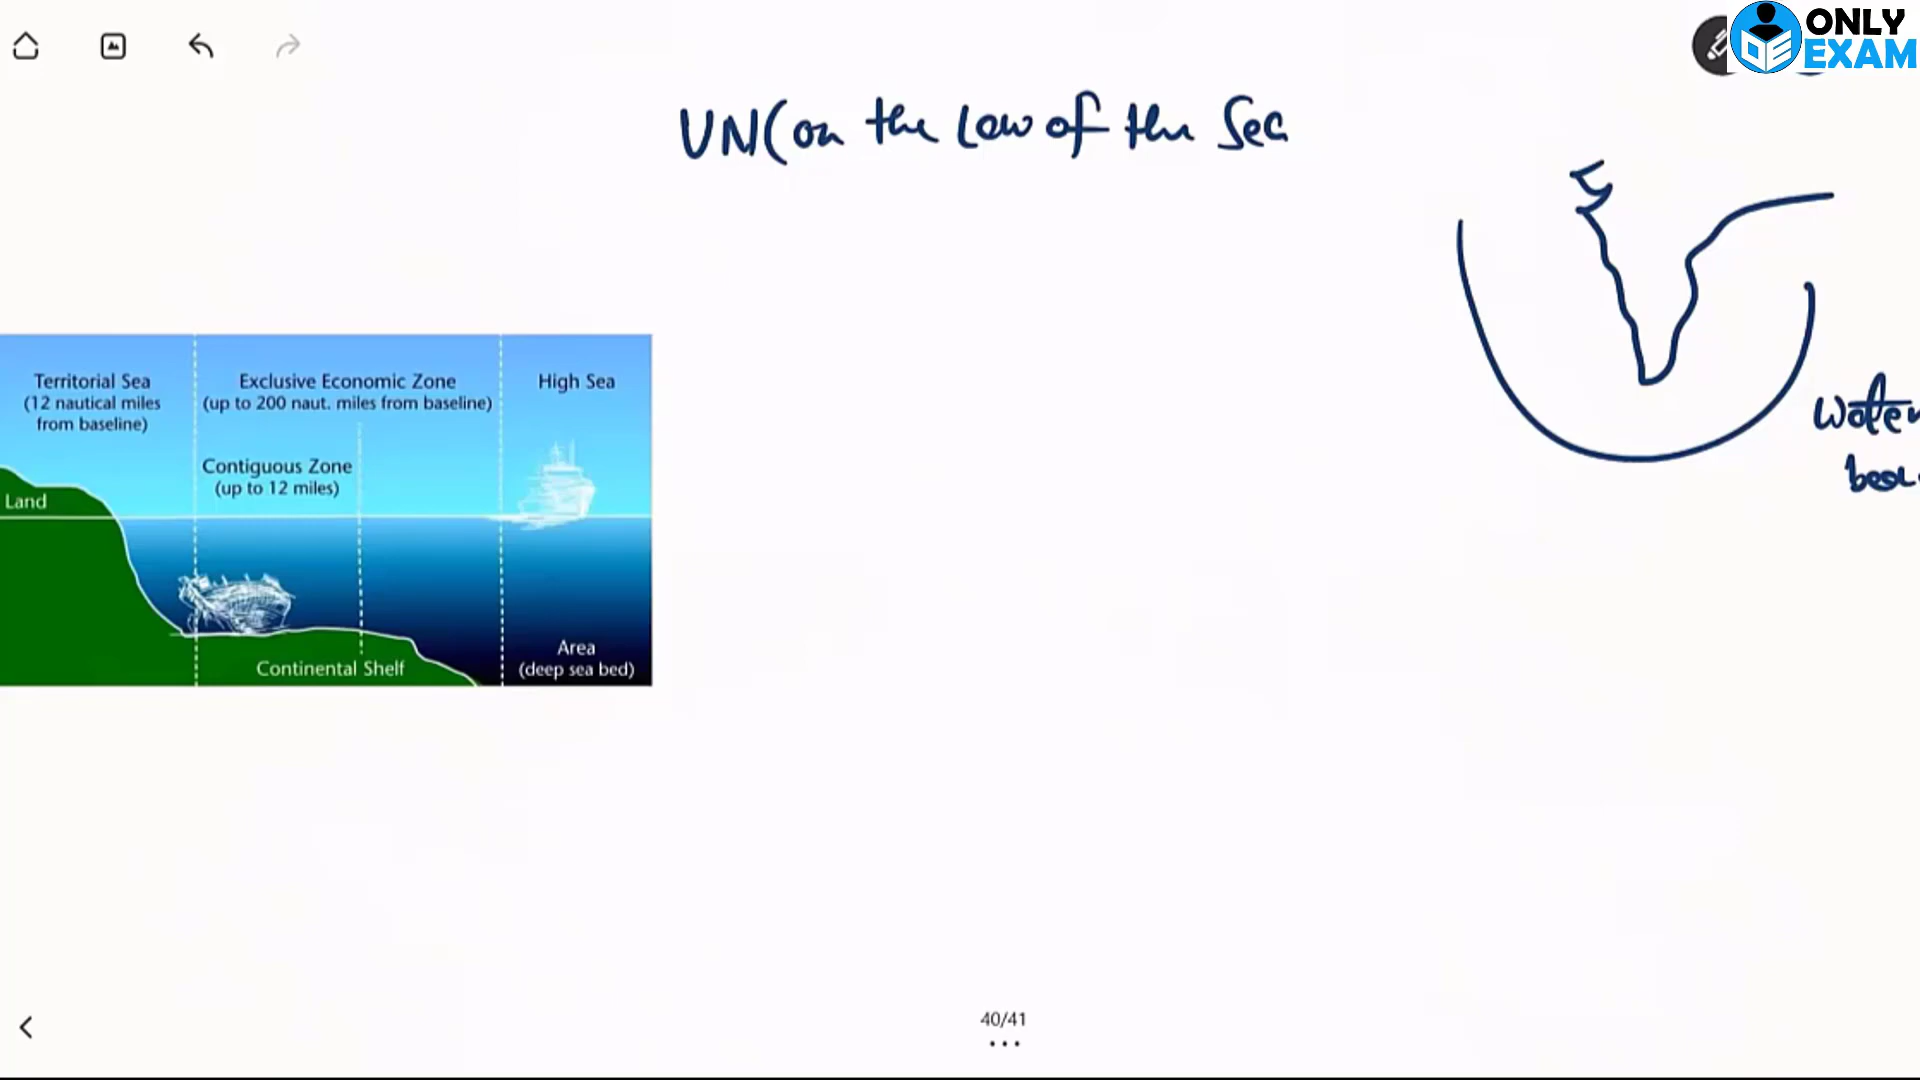 ONLY
EXAM
UNC on the Law of the Sea
Territorial Sea
(12 nautical miles
from baseline)
Exclusive Economic Zone
(up to 200 naut. miles from baseline)
High Sea
Contiguous Zone
(up to 12 miles)
Land
Water
Continental Shelf
Area
(deep sea bed)
40/41